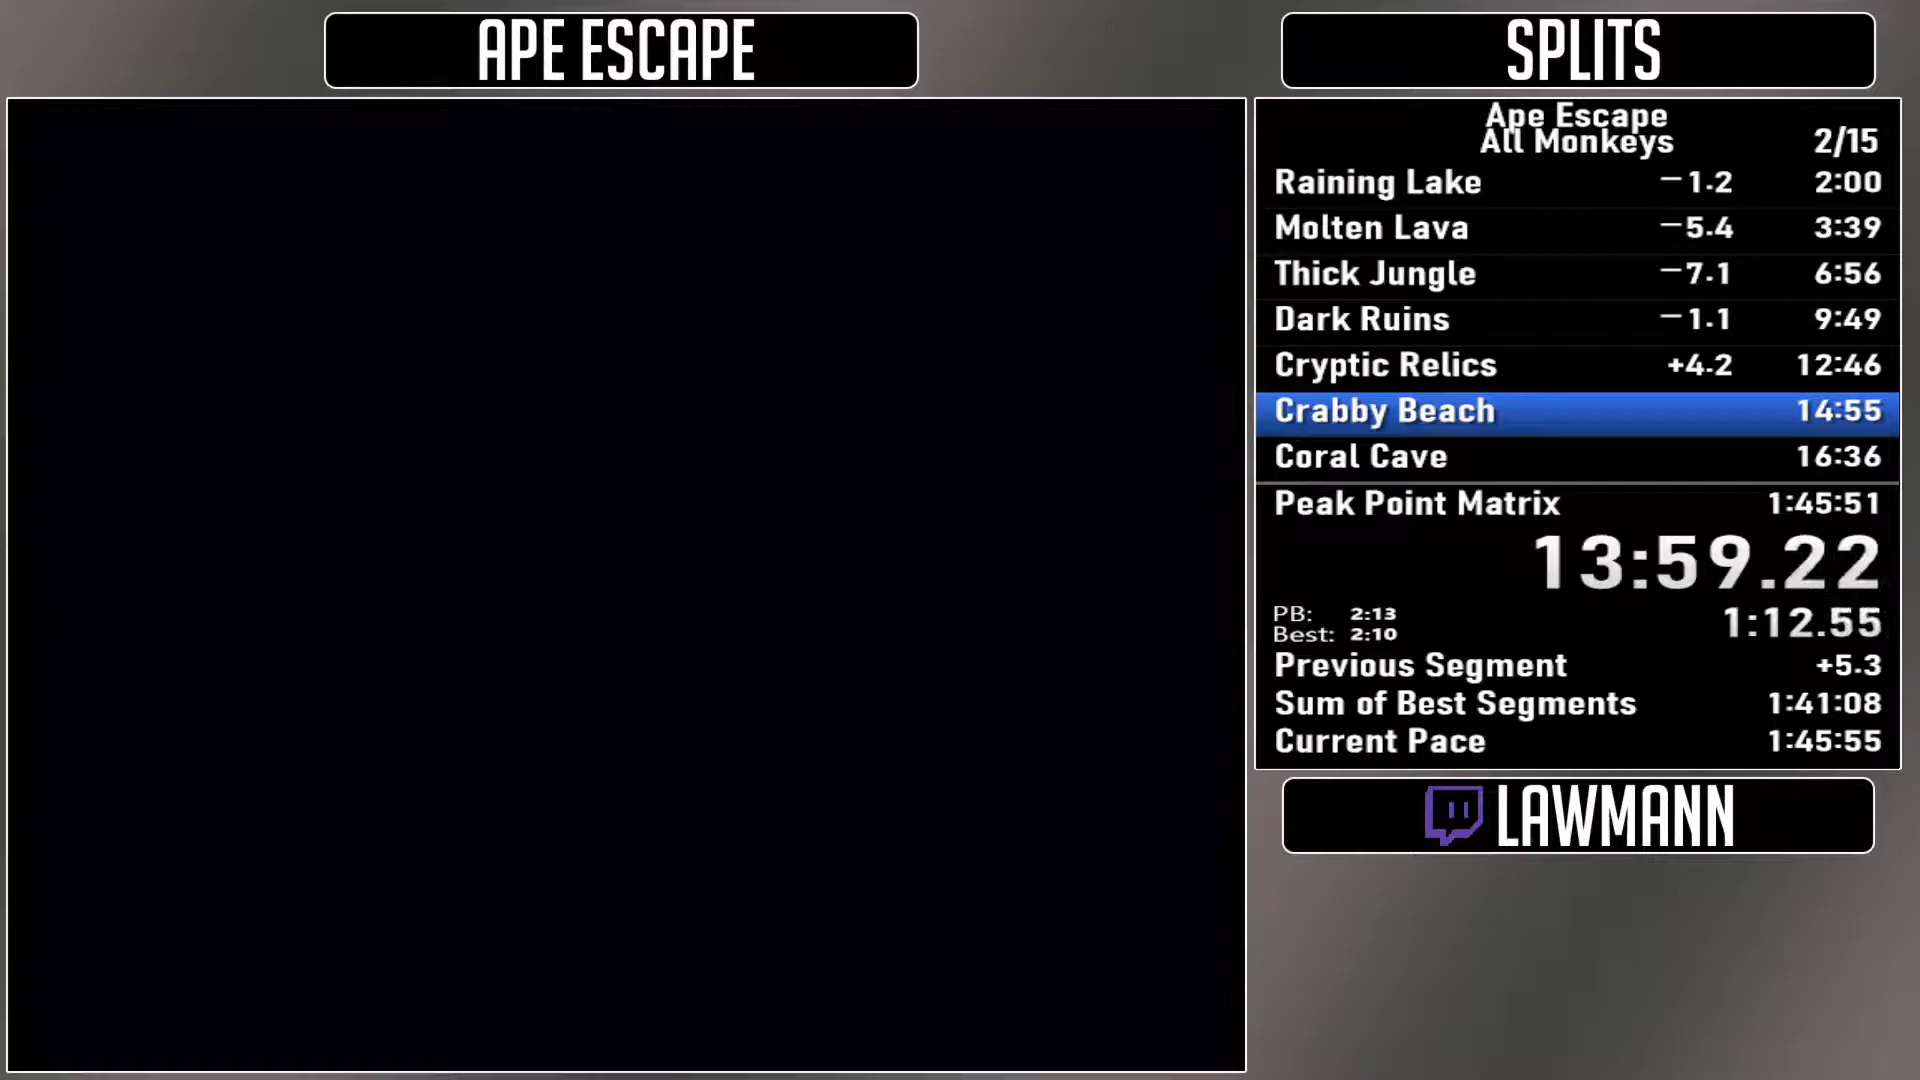 APE ESCAPE
SPLITS
Ape Escape
All Monkeys 2/15
Raining Lake −1.2 2:00
Molten Lava −5.4 3:39
Thick Jungle −7.1 6:56
Dark Ruins −1.1 9:49
Cryptic Relics +4.2 12:46
Crabby Beach 14:55
Coral Cave 16:36
Peak Point Matrix 1:45:51
13:59.22
PB: 2:13
Best: 2:10
1:12.55
Previous Segment +5.3
Sum of Best Segments 1:41:08
Current Pace 1:45:55
LAWMANN